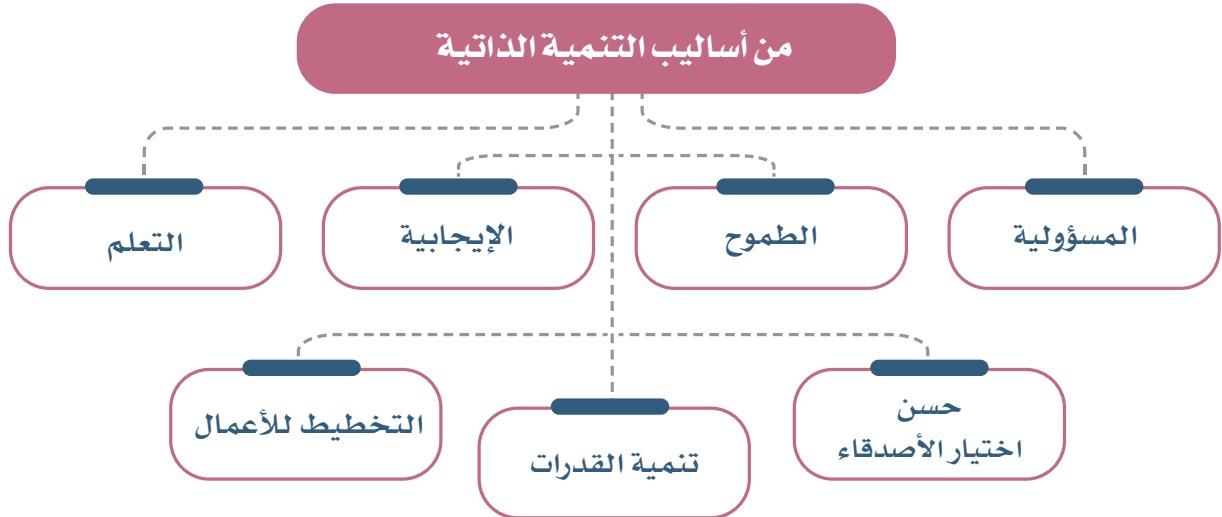 من أساليب التنمية الذاتية
المسؤولية
الطموح
الإيجابية
التعلم
حسن
اختيار الأصدقاء
تنمية القدرات
التخطيط للأعمال